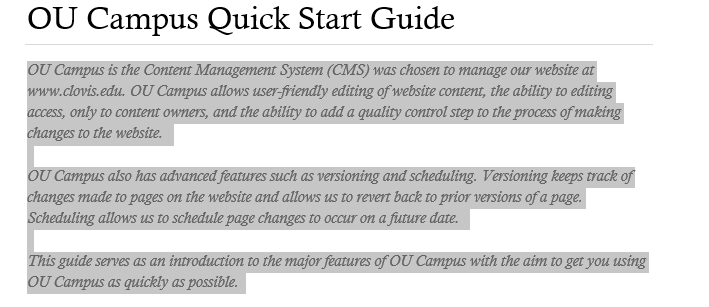 OU Campus Quick Start Guide
OU Campus is the Content Management System (CMS) was chosen to manage our website at
www.clovis.edu. OU Campus allows user-friendly editing of website content, the ability to editing
access, only to content owners, and the ability to add a quality control step to the process of making
changes to the website.
OU Campus also has advanced features such as versioning and scheduling. Versioning keeps track of
changes made to pages on the website and allows us to revert back to prior versions of a page.
Scheduling allows us to schedule page changes to occur on a future date.
This guide serves as an introduction to the major features of OU Campus with the aim to get you using
OU Campus as quickly as possible.